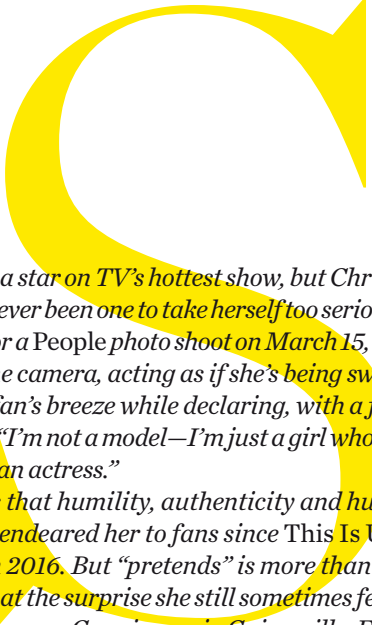 S
a star on TV's hottest show, but Chr
ever been one to take herself too serio
or a People photo shoot on March 15,
e camera, acting as if she's being sw
fan's breeze while declaring, with a
"I'm not a model—I'm just a girl who
an actress."
that humility, authenticity and hu
endeared her to fans since This Is U
2016. But "pretends" is more than
at the surprise she still sometimes fe